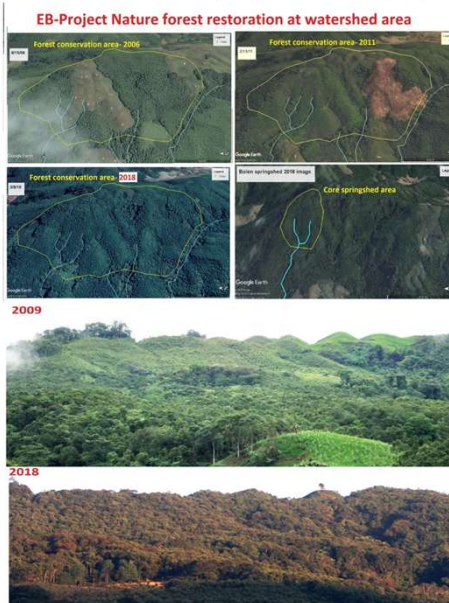 EB-Project Nature forest restoration at watershed area
Forest conservation area- 2006
Legend
Google Earth
Forest conservation area- 2011
Google Earth
Forest conservation area- 2018
Google Earth
Bolen springshed 2018 image
Core springshed area
Google Earth
2009
2018